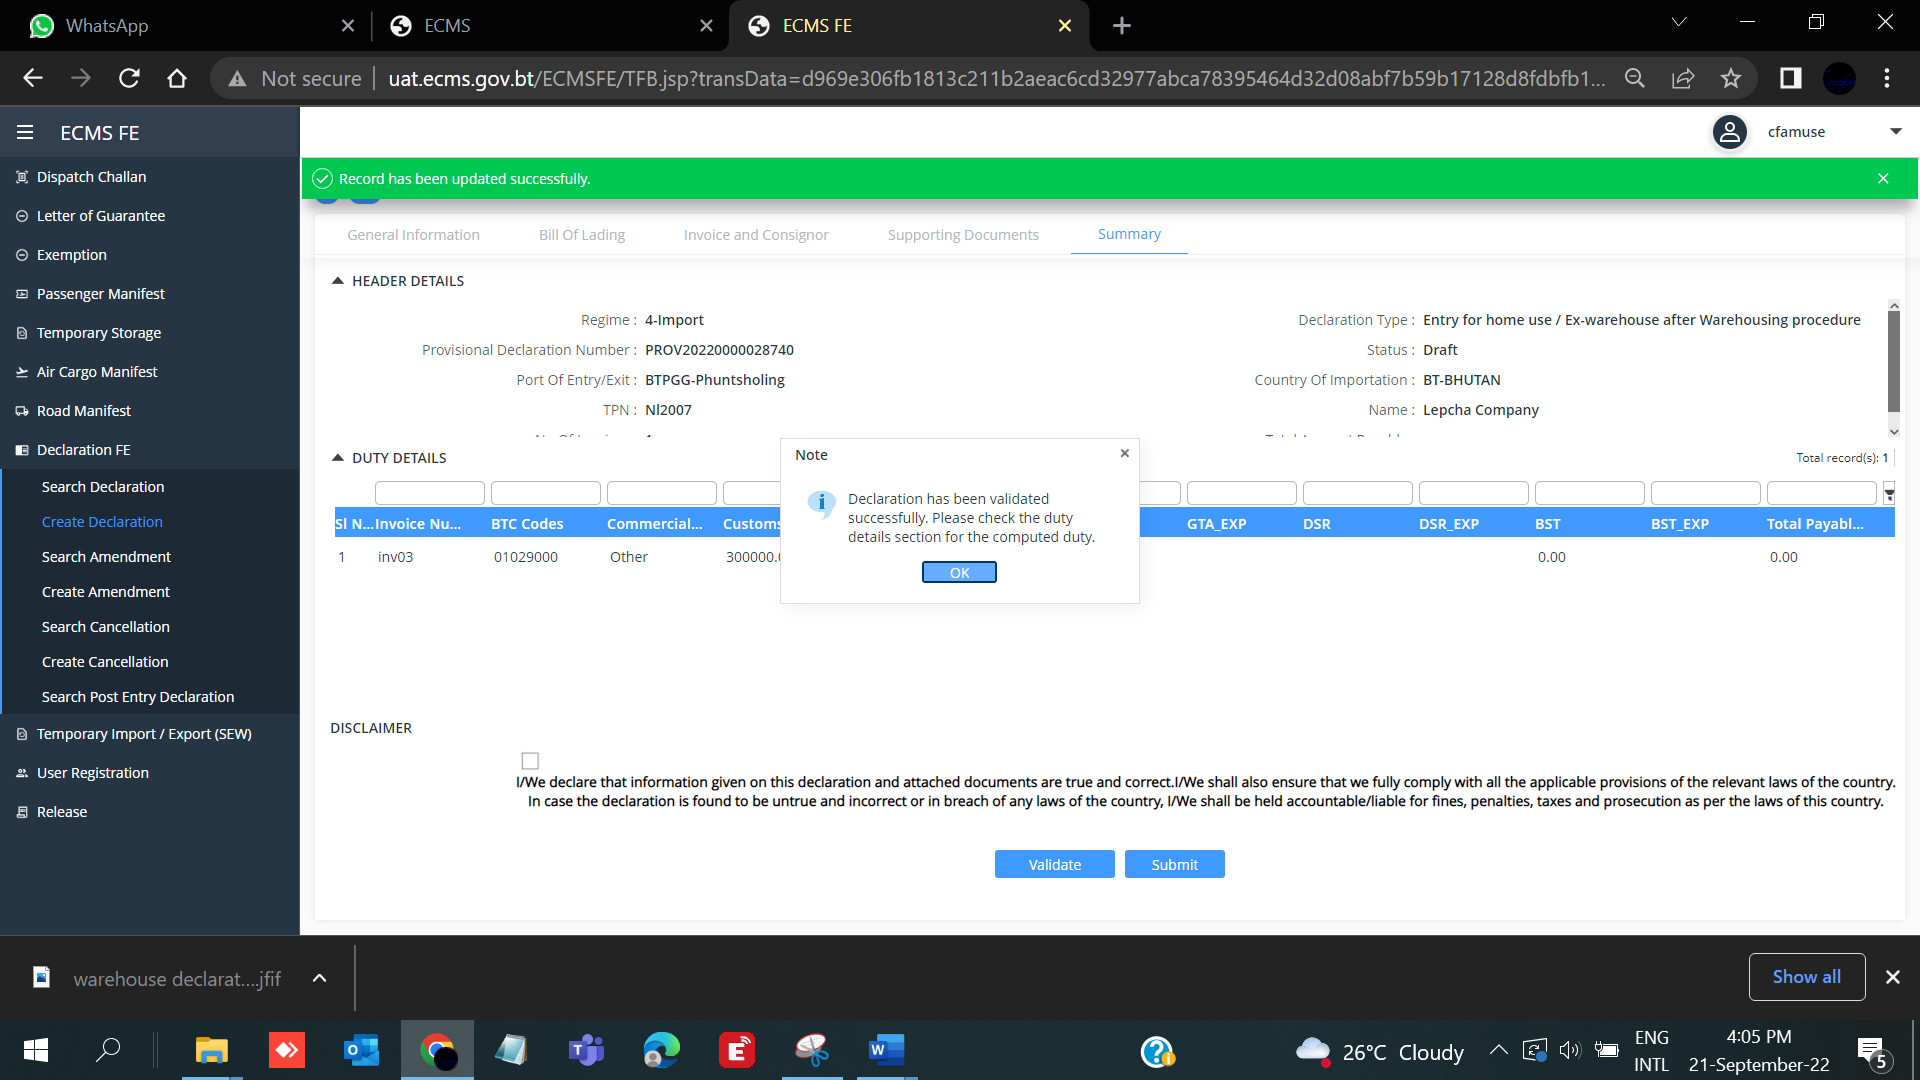 WhatsApp
ECMS
ECMS FE
Not secure
uat.ecms.gov.bt/ECMSFE/TFB.jsp?transData=d969e306fb1813c211b2aeac6cd32977abca78395464d32d08abf7b59b17128d8fdbfb1...
ECMS FE
cfamuse
Dispatch Challan
Letter of Guarantee
Exemption
Passenger Manifest
Temporary Storage
Air Cargo Manifest
Road Manifest
Declaration FE
Search Declaration
Create Declaration
Search Amendment
Create Amendment
Search Cancellation
Create Cancellation
Search Post Entry Declaration
Temporary Import / Export (SEW)
User Registration
Release
Record has been updated successfully.
General Information Bill Of Lading Invoice and Consignor Supporting Documents Summary
HEADER DETAILS
Regime : 4-Import Declaration Type : Entry for home use / Ex-warehouse after Warehousing procedure
Provisional Declaration Number : PROV20220000028740 Status : Draft
Port Of Entry/Exit : BTPGG-Phuntsholing Country Of Importation : BT-BHUTAN
TPN : Nl2007 Name : Lepcha Company
DUTY DETAILS
Total record(s): 1
Sl N... Invoice Nu... BTC Codes Commercial... Customs GTA_EXP DSR DSR_EXP BST BST_EXP Total Payabl...
1 inv03 01029000 Other 300000. 0.00 0.00
Note
Declaration has been validated
successfully. Please check the duty
details section for the computed duty.
OK
DISCLAIMER
I/We declare that information given on this declaration and attached documents are true and correct.I/We shall also ensure that we fully comply with all the applicable provisions of the relevant laws of the country.
In case the declaration is found to be untrue and incorrect or in breach of any laws of the country, I/We shall be held accountable/liable for fines, penalties, taxes and prosecution as per the laws of this country.
Validate Submit
warehouse declarat....jfif
Show all
26°C Cloudy
ENG
INTL
4:05 PM
21-September-22
5